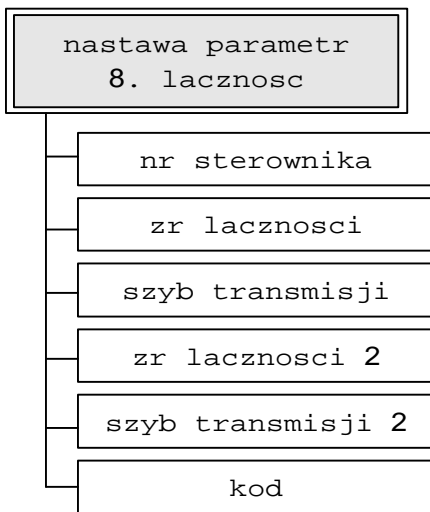 nastawa parametr
8. lacznosc
nr sterownika
zr lacznosci
szyb transmisji
zr lacznosci 2
szyb transmisji 2
kod